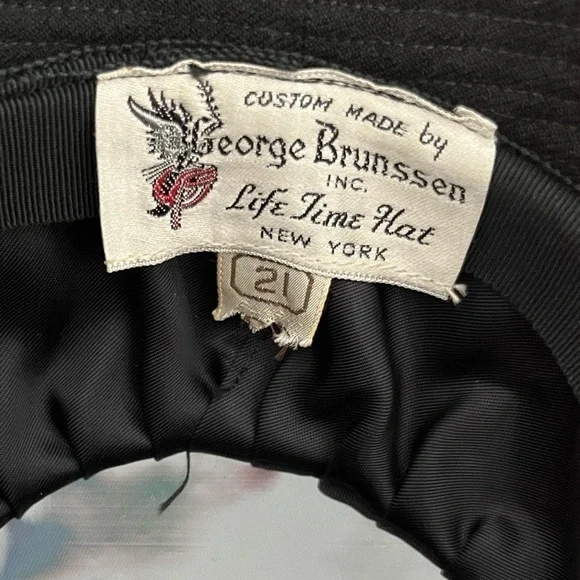 CUSTOM MADE by
George Brunssen
INC.
Life Time Hat
NEW YORK
21